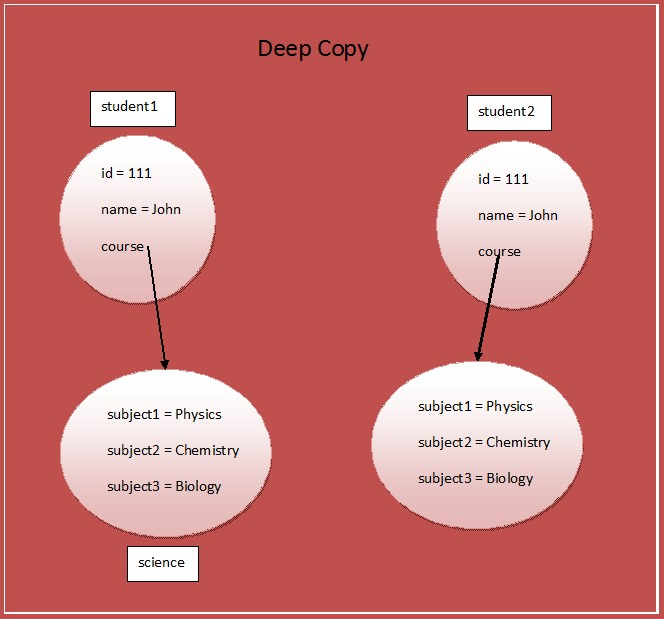 Deep Copy
student1
id = 111
name = John
course
subject1 = Physics
subject2 = Chemistry
subject3 = Biology
science
student2
id = 111
name = John
course
subject1 = Physics
subject2 = Chemistry
subject3 = Biology